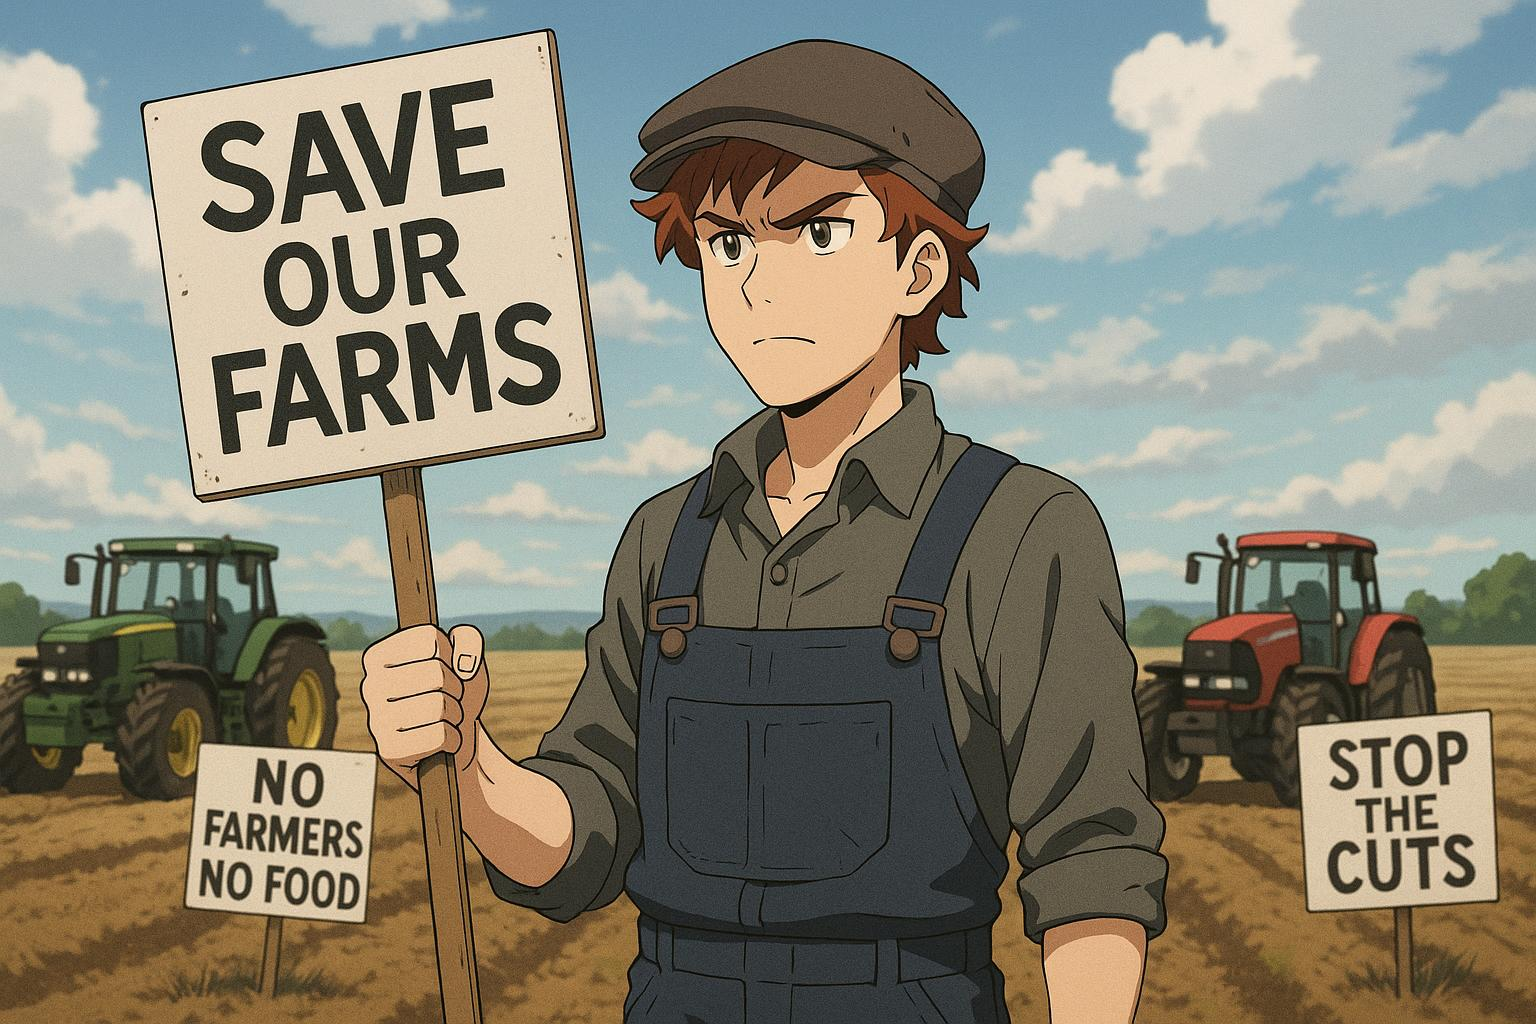 SAVE
OUR
FARMS
NO
FARMERS
NO FOOD
STOP
THE
CUTS